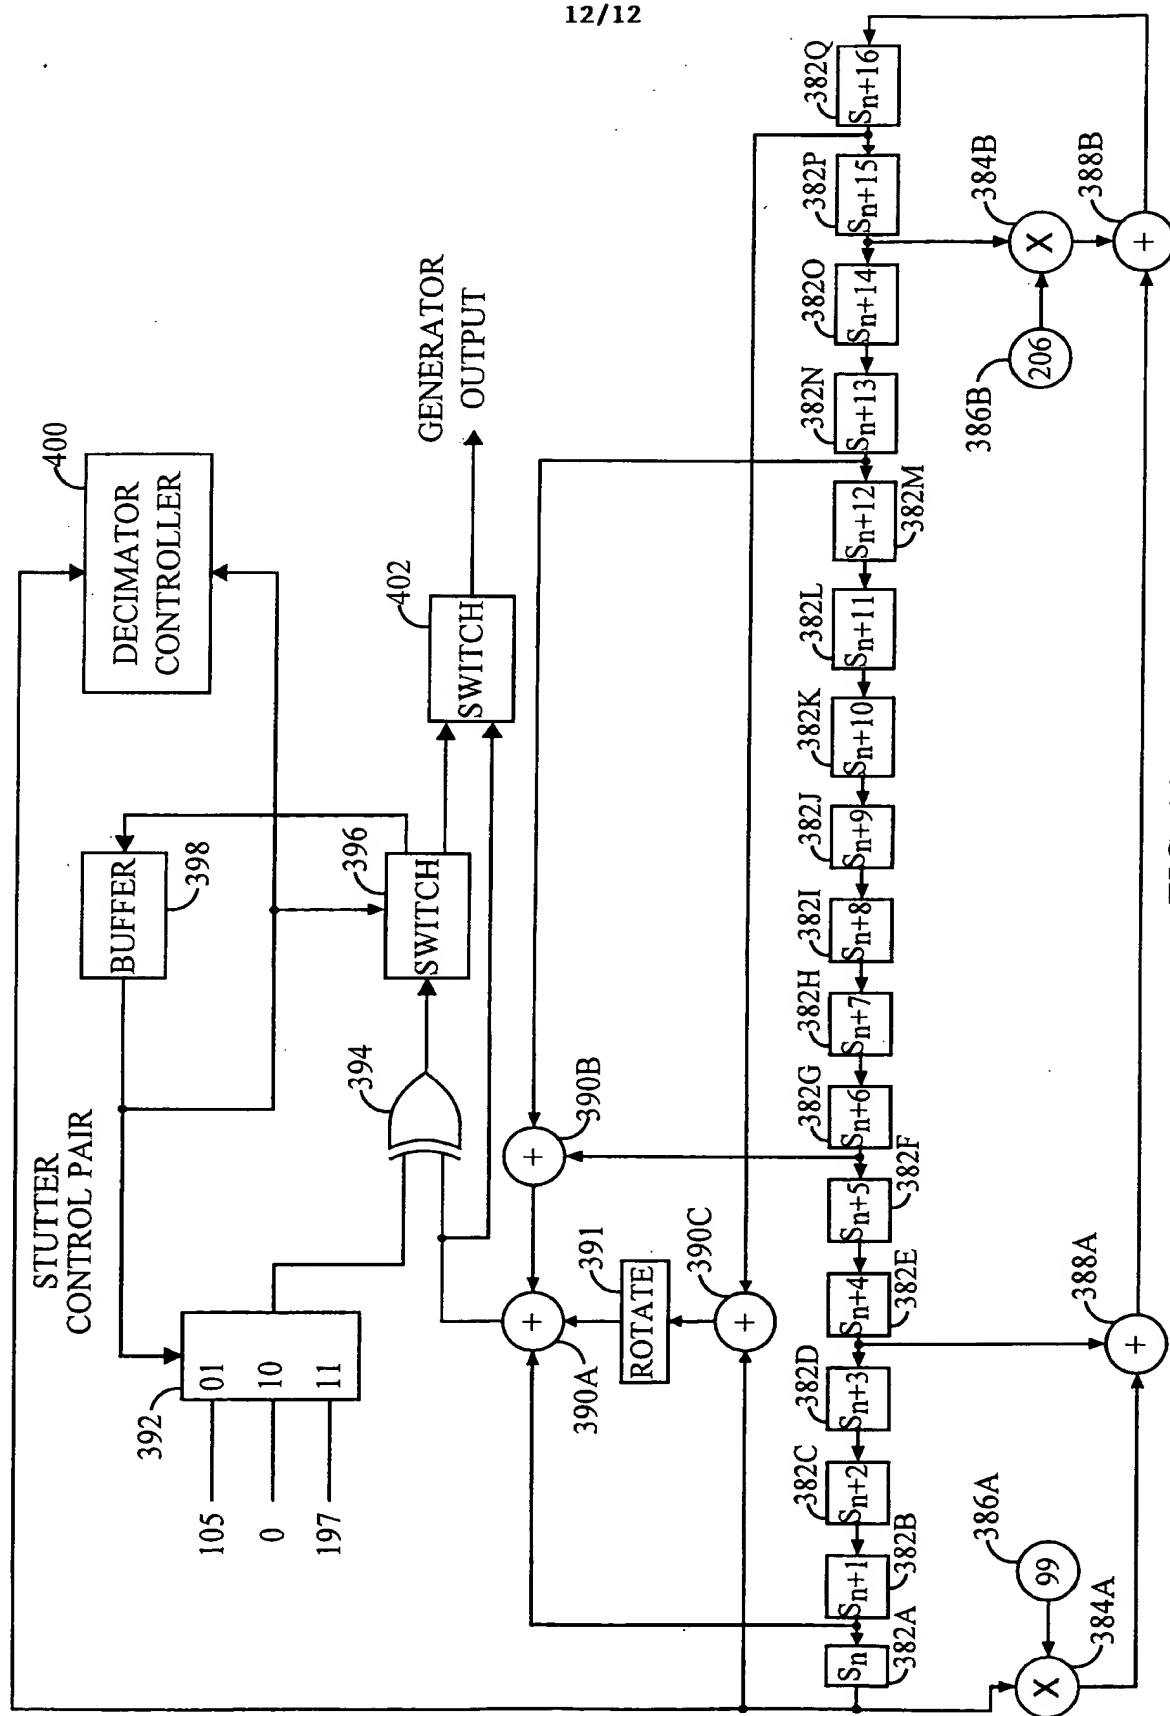 12/12
STUTTER
CONTROL PAIR
BUFFER
398
DECIMATOR
CONTROLLER
400
392
01
10
11
105
0
197
394
SWITCH
396
SWITCH
402
GENERATOR
OUTPUT
+
390A
+
390B
ROTATE
391
+
390C
Sn
382A
Sn+1
382B
Sn+2
382C
Sn+3
382D
Sn+4
382E
Sn+5
382F
Sn+6
382G
Sn+7
382H
Sn+8
382I
Sn+9
382J
Sn+10
382K
Sn+11
382L
Sn+12
382M
Sn+13
382N
Sn+14
382O
Sn+15
382P
Sn+16
382Q
99
386A
X
384A
+
388A
206
386B
X
384B
+
388B